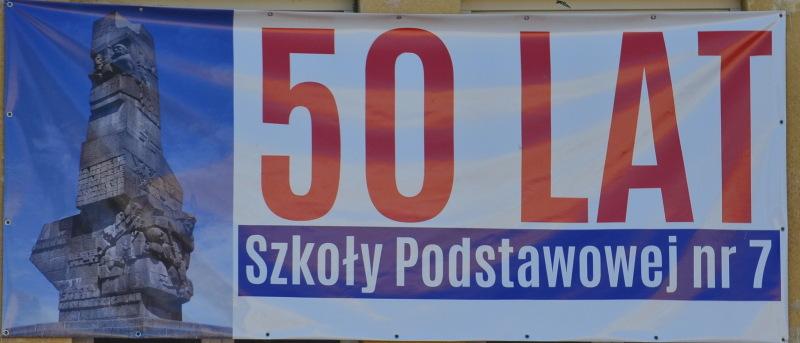 50 LAT
Szkoły Podstawowej nr 7